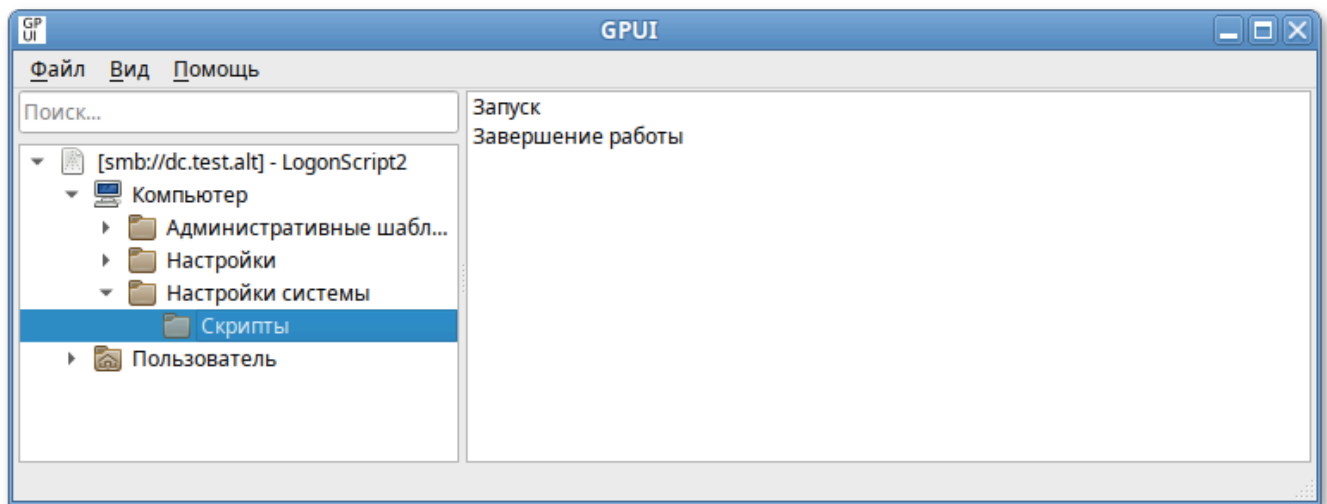 GP
UI
GPUI
Файл Вид Помощь
Поиск...
[smb://dc.test.alt] - LogonScript2
Компьютер
Административные шабл...
Настройки
Настройки системы
Скрипты
Пользователь
Запуск
Завершение работы